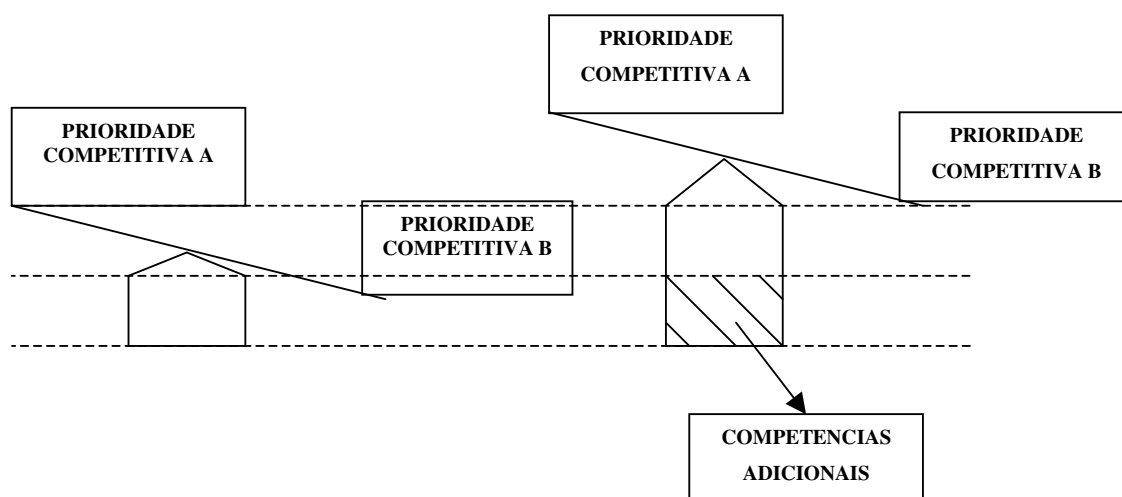 PRIORIDADE
COMPETITIVA A
PRIORIDADE
COMPETITIVA B
PRIORIDADE
COMPETITIVA A
PRIORIDADE
COMPETITIVA B
COMPETENCIAS
ADICIONAIS